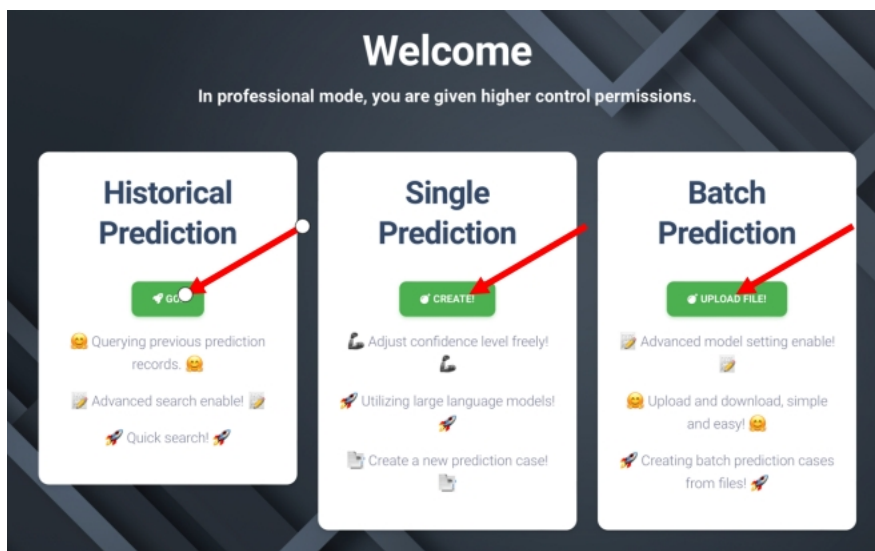 Welcome
In professional mode, you are given higher control permissions.
Historical
Prediction
GO!
🤗 Querying previous prediction
records. 🤗
📝 Advanced search enable! 📝
🚀 Quick search! 🚀
Single
Prediction
CREATE!
🦾 Adjust confidence level freely!
🦾
🚀 Utilizing large language models!
🚀
Create a new prediction case!
Batch
Prediction
UPLOAD FILE!
📝 Advanced model setting enable!
📝
🤗 Upload and download, simple
and easy! 🤗
🚀 Creating batch prediction cases
from files! 🚀